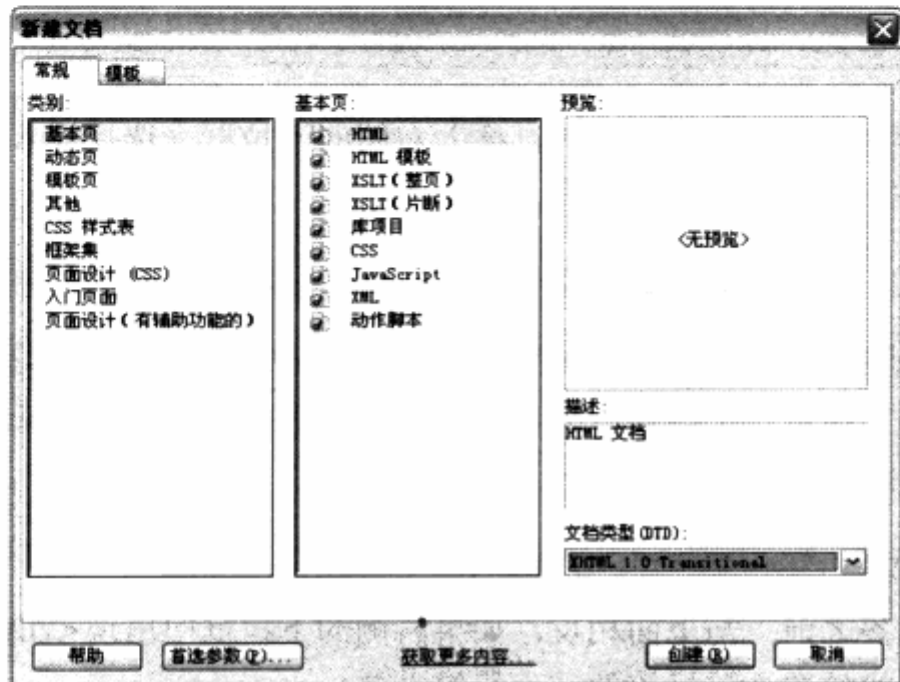 新建文档
常规
模板
类别:
基本页
动态页
模板页
其他
CSS 样式表
框架集
页面设计 (CSS)
入门页面
页面设计(有辅助功能的)
基本页:
HTML
HTML 模板
XSLT(整页)
XSLT(片断)
库项目
CSS
JavaScript
XML
动作脚本
预览:
<无预览>
描述:
HTML 文档
文档类型(DTD):
XHTML 1.0 Transitional
帮助
首选参数(P)...
获取更多内容...
创建(R)
取消